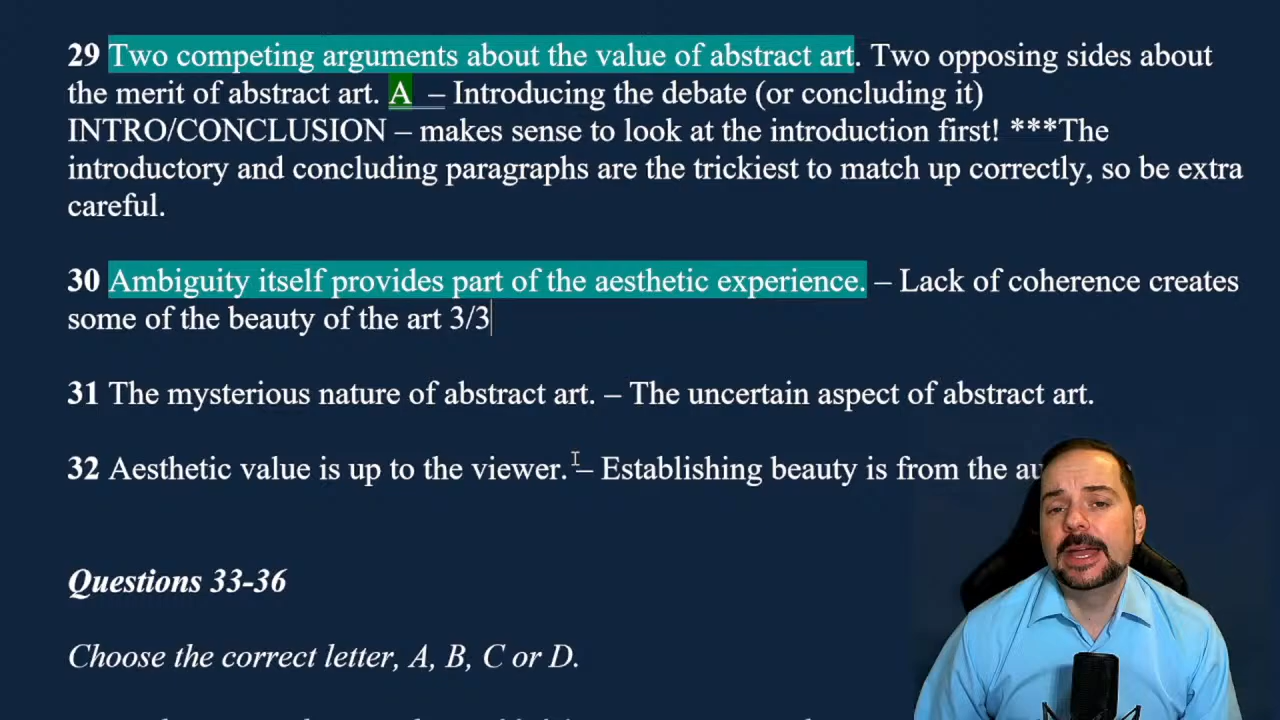 29 Two competing arguments about the value of abstract art. Two opposing sides about
the merit of abstract art. A – Introducing the debate (or concluding it)
INTRO/CONCLUSION – makes sense to look at the introduction first! ***The
introductory and concluding paragraphs are the trickiest to match up correctly, so be extra
careful.
30 Ambiguity itself provides part of the aesthetic experience. – Lack of coherence creates
some of the beauty of the art 3/3
31 The mysterious nature of abstract art. – The uncertain aspect of abstract art.
32 Aesthetic value is up to the viewer. – Establishing beauty is from the
Questions 33-36
Choose the correct letter, A, B, C or D.